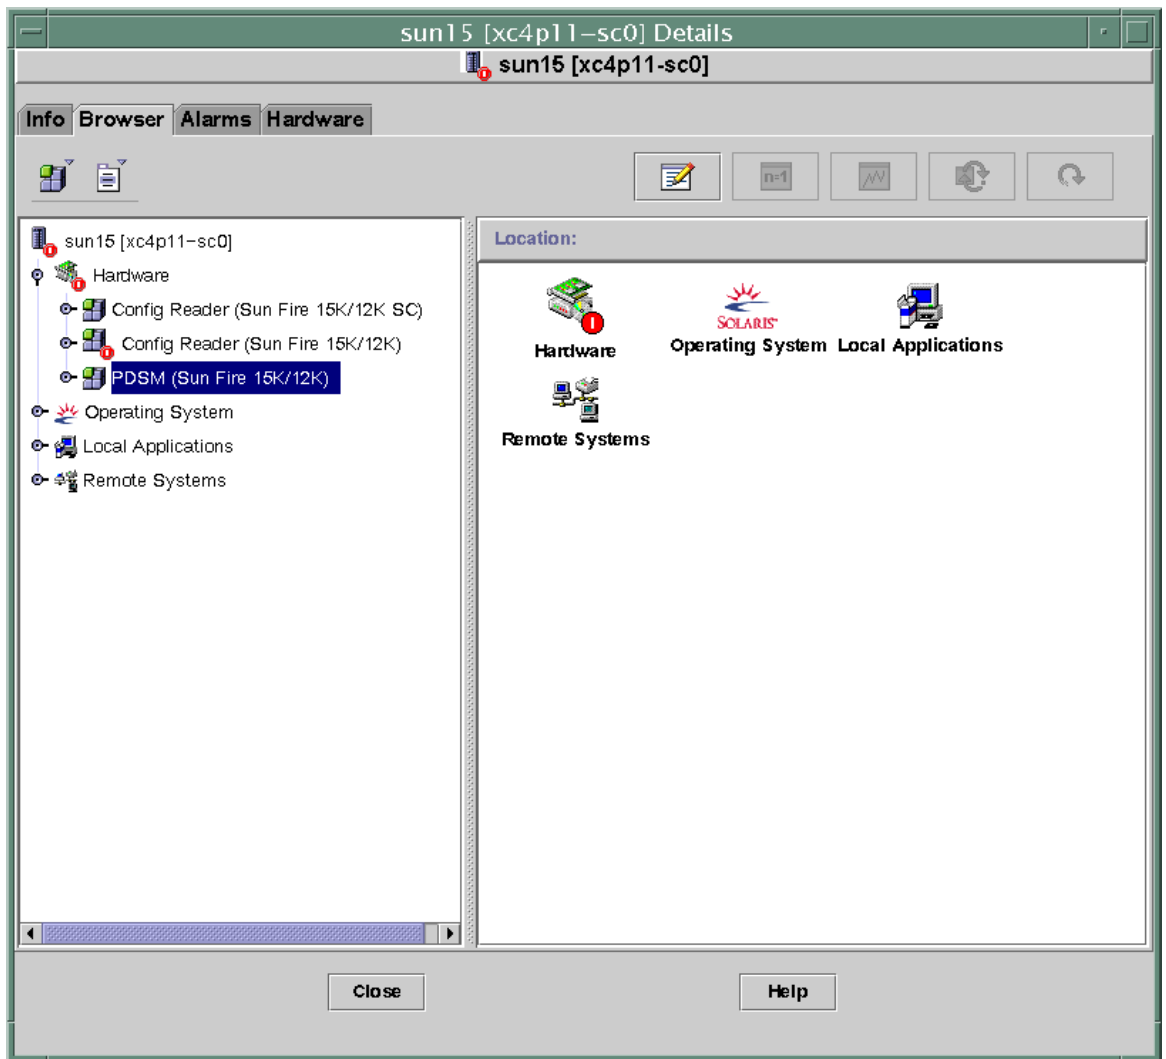 sun15 [xc4p11-sc0] Details
sun15 [xc4p11-sc0]
Info Browser Alarms Hardware
n=1
sun15 [xc4p11-sc0]
Hardware
Config Reader (Sun Fire 15K/12K SC)
Config Reader (Sun Fire 15K/12K)
PDSM (Sun Fire 15K/12K)
Operating System
Local Applications
Remote Systems
Location:
SOLARIS
Hardware Operating System Local Applications
Remote Systems
Close Help